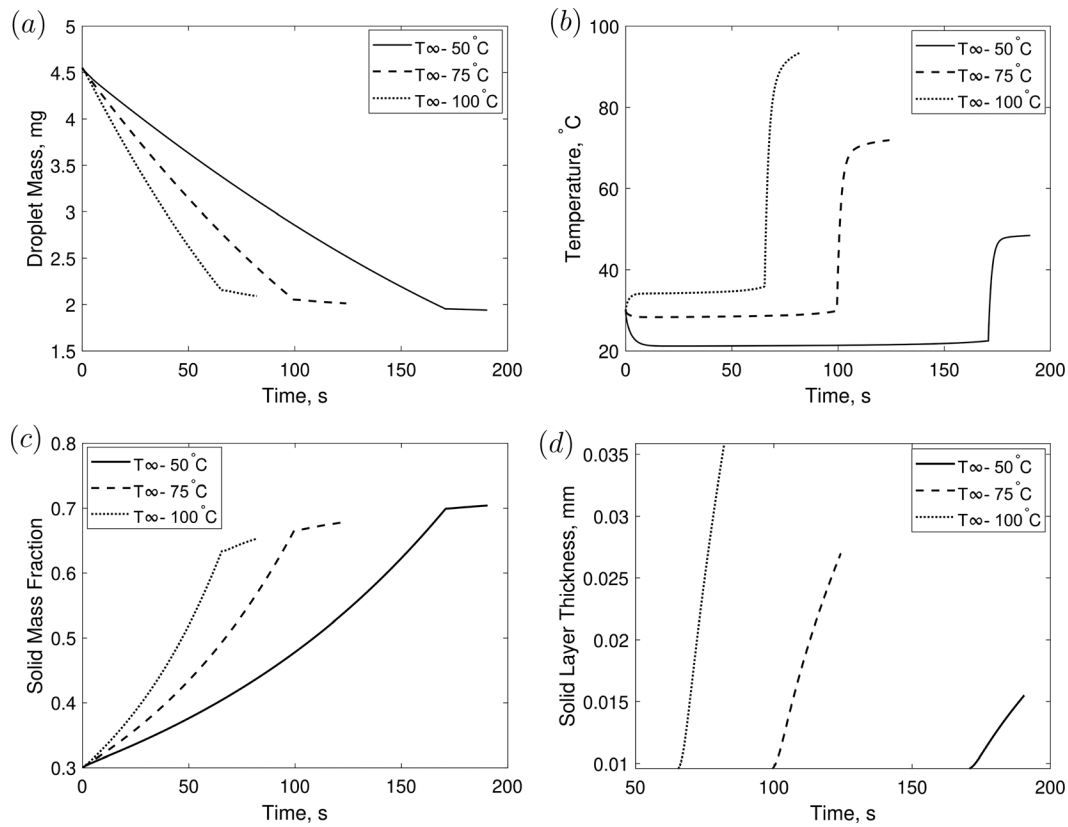 (a)
5
4.5
4
3.5
3
2.5
2
1.5
Droplet Mass, mg
0
50
100
150
200
Time, s
T∞- 50°C
T∞- 75°C
T∞- 100°C
(b)
100
80
60
40
20
Temperature, °C
0
50
100
150
200
Time, s
T∞- 50°C
T∞- 75°C
T∞- 100°C
(c)
0.8
0.7
0.6
0.5
0.4
0.3
Solid Mass Fraction
0
50
100
150
200
Time, s
T∞- 50°C
T∞- 75°C
T∞- 100°C
(d)
0.035
0.03
0.025
0.02
0.015
0.01
Solid Layer Thickness, mm
50
100
150
200
Time, s
T∞- 50°C
T∞- 75°C
T∞- 100°C